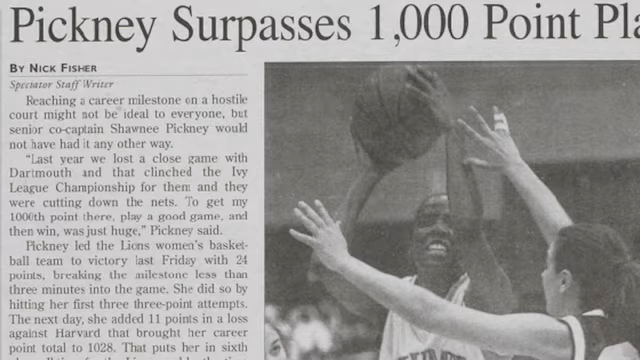 Pickney Surpasses 1,000 Point Pla
BY NICK FISHER
Spectator Staff Writer
Reaching a career milestone on a hostile
court might not be ideal to everyone, but
senior co-captain Shawnee Pickney would
not have had it any other way.
"Last year we lost a close game with
Dartmouth and that clinched the Ivy
League Championship for them and they
were cutting down the nets. To get my
1000th point there, play a good game, and
then win, was just huge," Pickney said.
Pickney led the Lions women's basket-
ball team to victory last Friday with 24
points, breaking the milestone less than
three minutes into the game. She did so by
hitting her first three three-point attempts.
The next day, she added 11 points in a loss
against Harvard that brought her career
point total to 1028. That puts her in sixth